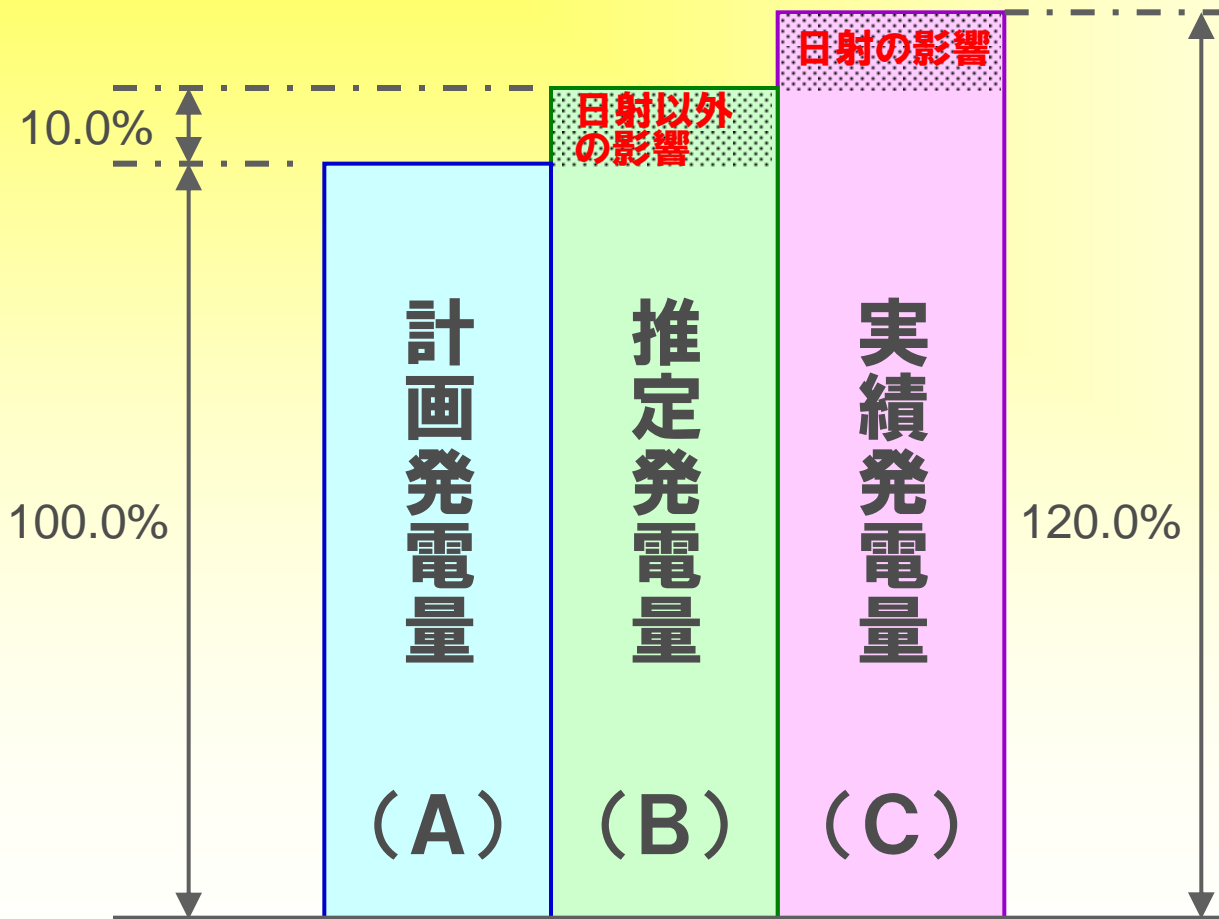 日射の影響
日射以外
の影響
10.0%
100.0%
120.0%
計画発電量
(A)
推定発電量
(B)
実績発電量
(C)